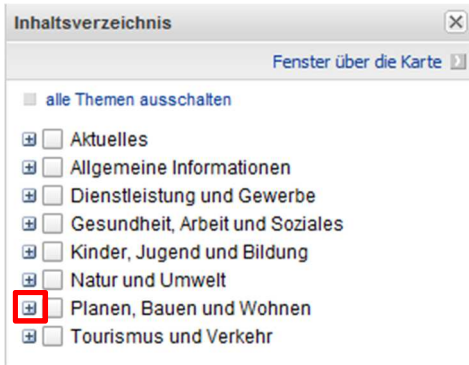 Inhaltsverzeichnis
Fenster über die Karte
alle Themen ausschalten
Aktuelles
Allgemeine Informationen
Dienstleistung und Gewerbe
Gesundheit, Arbeit und Soziales
Kinder, Jugend und Bildung
Natur und Umwelt
Planen, Bauen und Wohnen
Tourismus und Verkehr